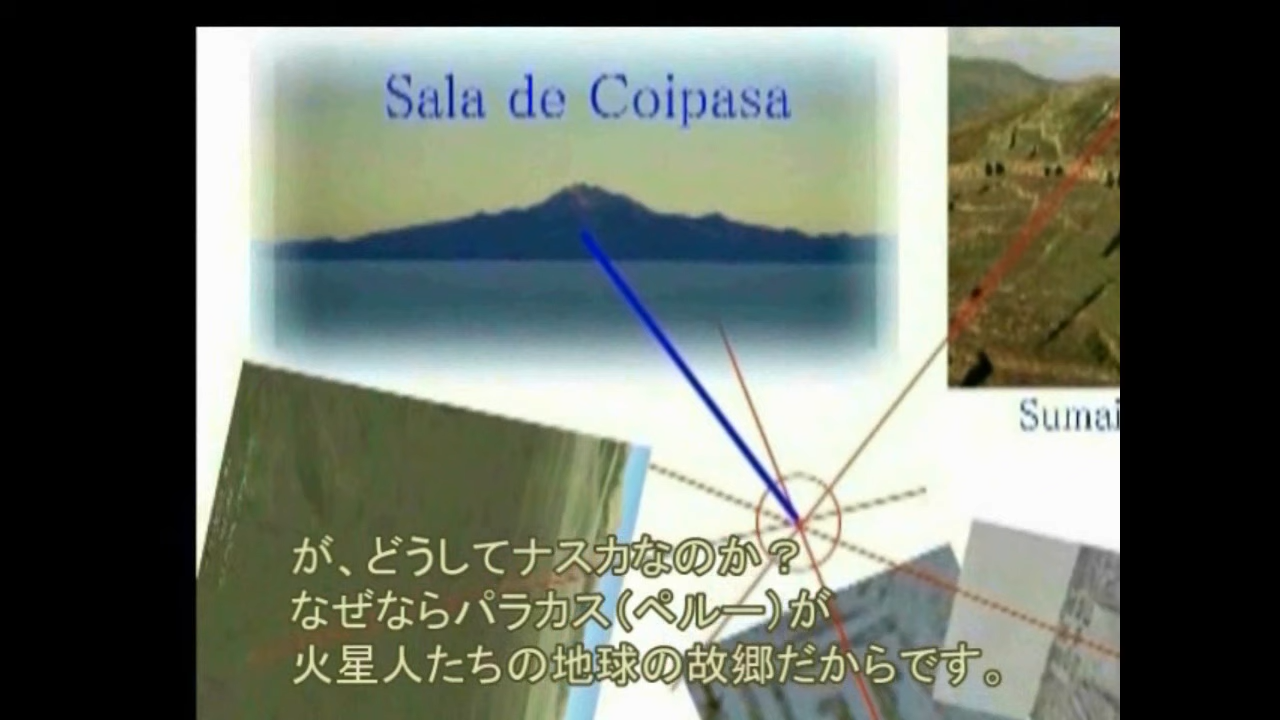 Sala de Coipasa
Sumai
が、どうしてナスカなのか？
なぜならパラカス（ペルー）が
火星人たちの地球の故郷だからです。